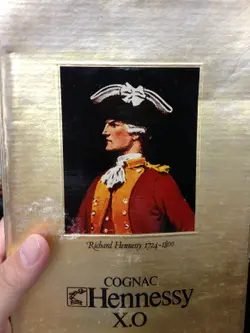 Richard Hennessy 1724-1800
COGNAC
Hennessy
X.O